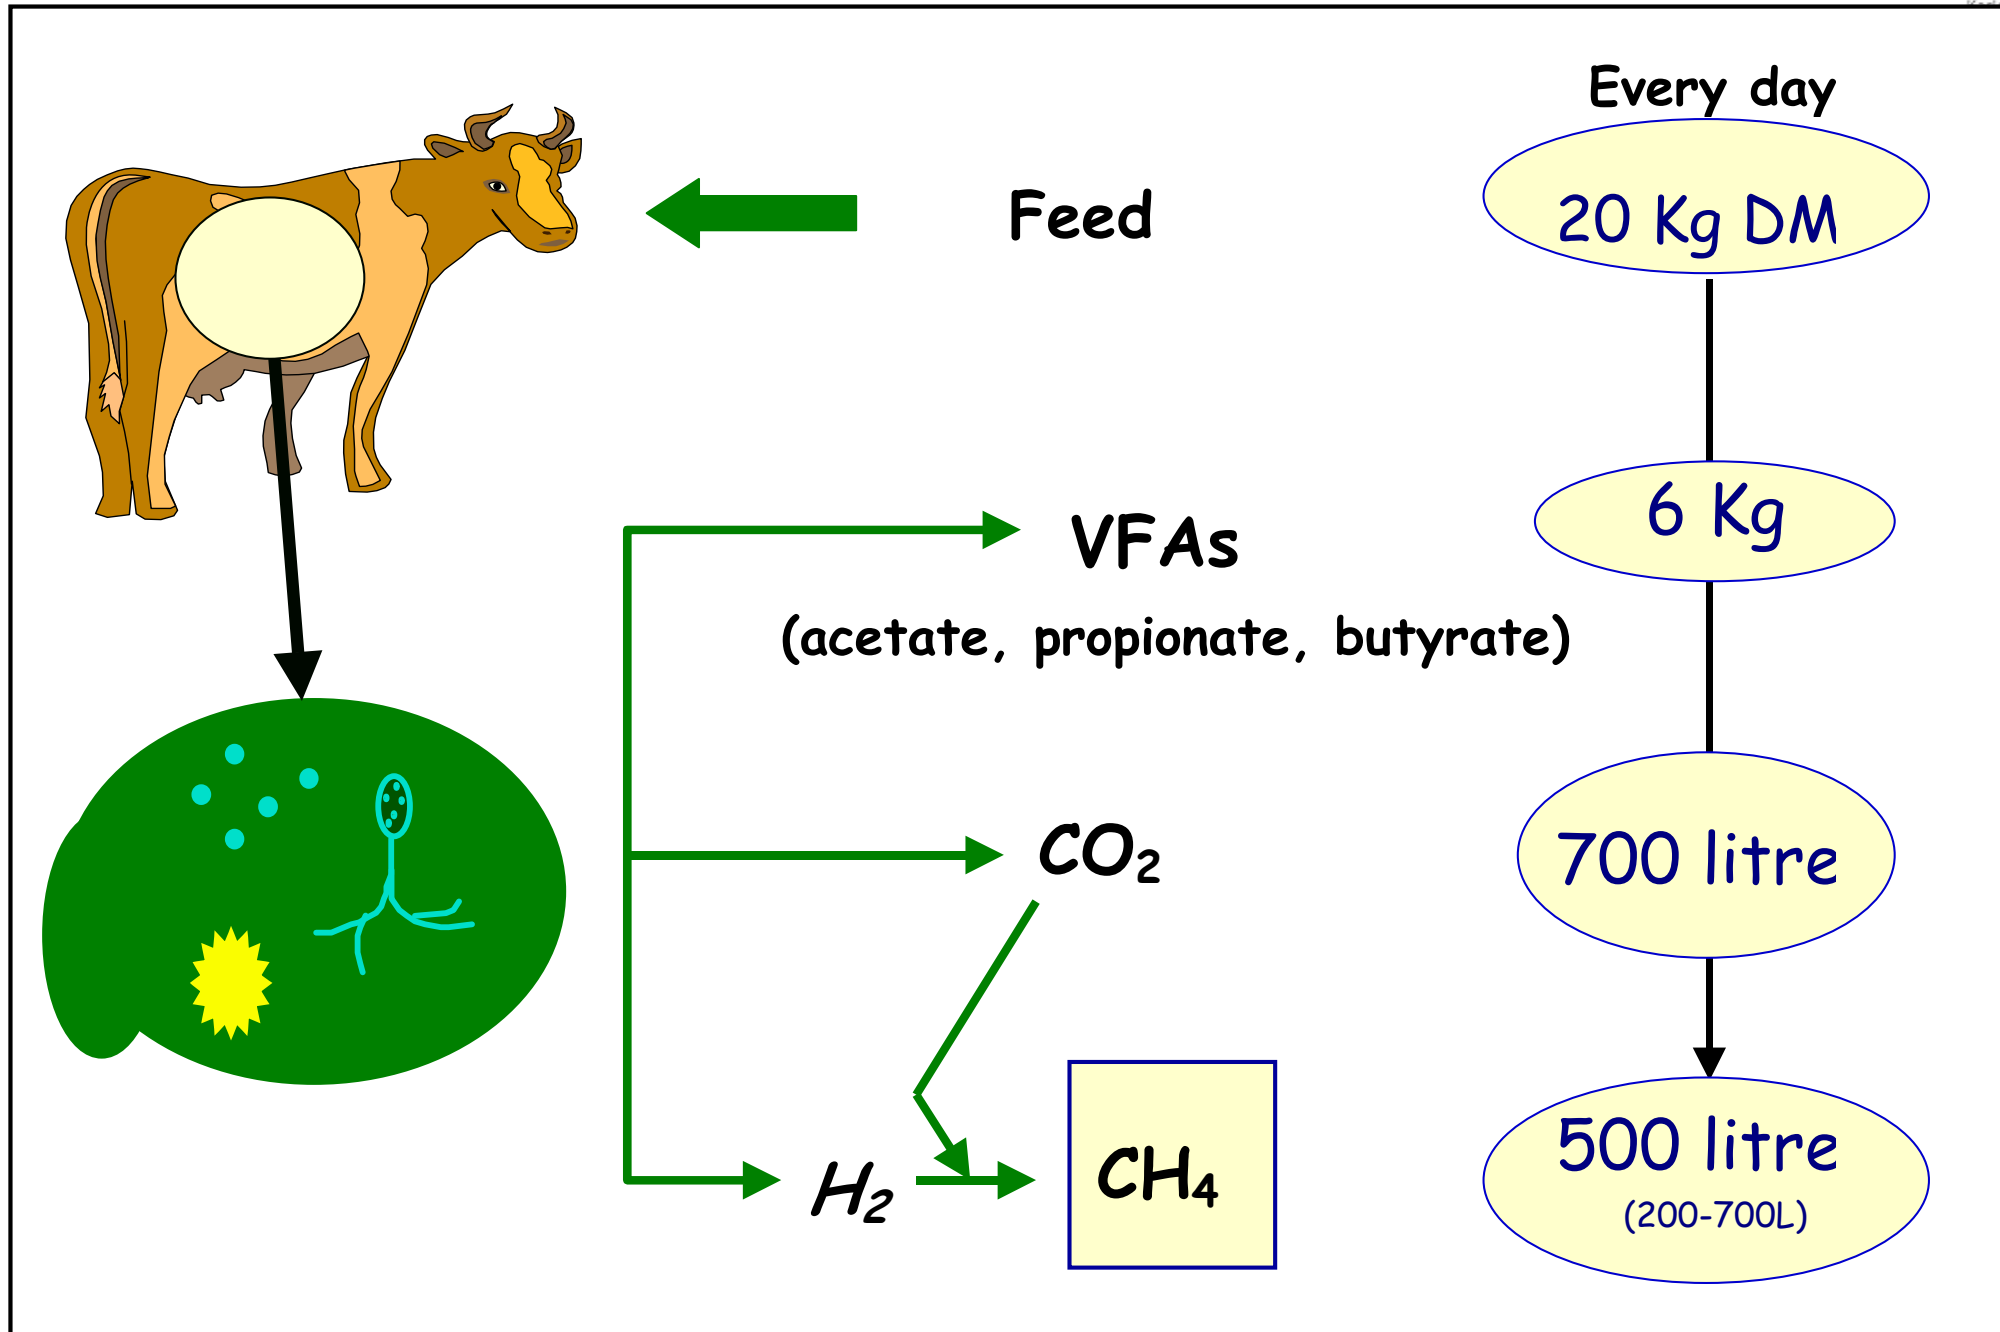 Every day
Feed
20 Kg DM
VFAs
6 Kg
(acetate, propionate, butyrate)
CO₂
700 litre
H₂
CH₄
500 litre
(200-700L)